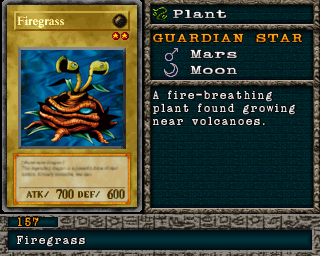 Firegrass
ATK/ 700 DEF/ 600
Plant
GUARDIAN STAR
Mars
Moon
A fire-breathing
plant found growing
near volcanoes.
157
Firegrass